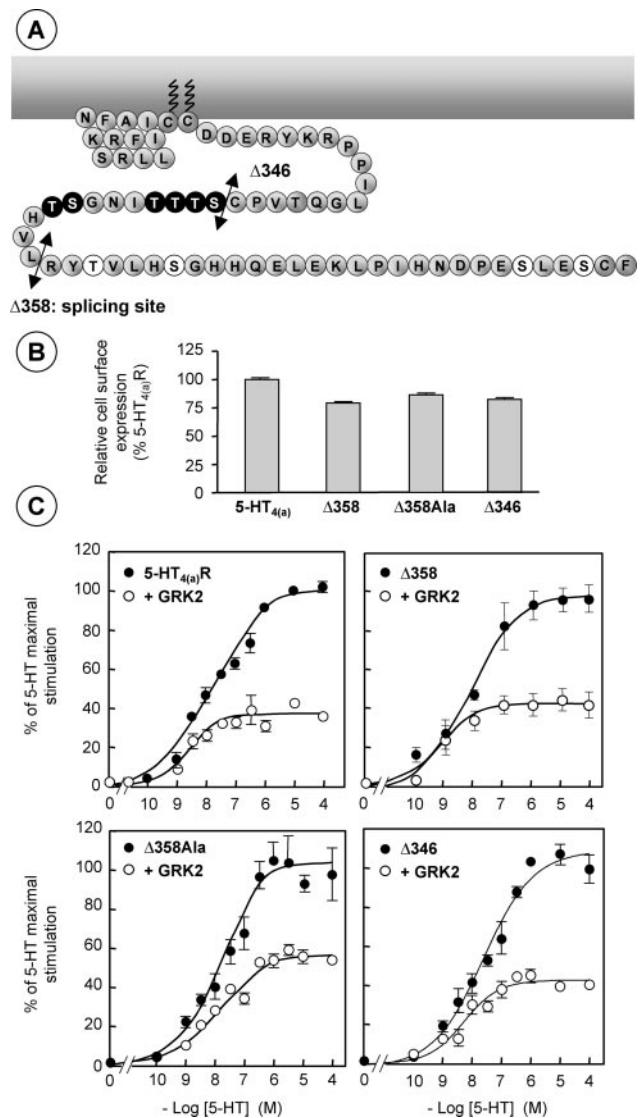 A
N F A I C C D D E R Y K R P P I
K R F I
S R L L
Δ346
T S G N I T T T S C P V T Q G L
H
V
L
R Y T V L H S G H H Q E L E K L P I H N D P E S L E S C F
Δ358: splicing site
B
Relative cell surface
expression
(% 5-HT4(a)R)
125
100
75
50
25
0
5-HT4(a) Δ358 Δ358Ala Δ346
C
% of 5-HT maximal
stimulation
120
100
80
60
40
20
0
5-HT4(a)R
+ GRK2
0 10 9 8 7 6 5 4
Δ358
+ GRK2
0 10 9 8 7 6 5 4
% of 5-HT maximal
stimulation
120
100
80
60
40
20
0
Δ358Ala
+ GRK2
0 10 9 8 7 6 5 4
- Log [5-HT] (M)
Δ346
+ GRK2
0 10 9 8 7 6 5 4
- Log [5-HT] (M)